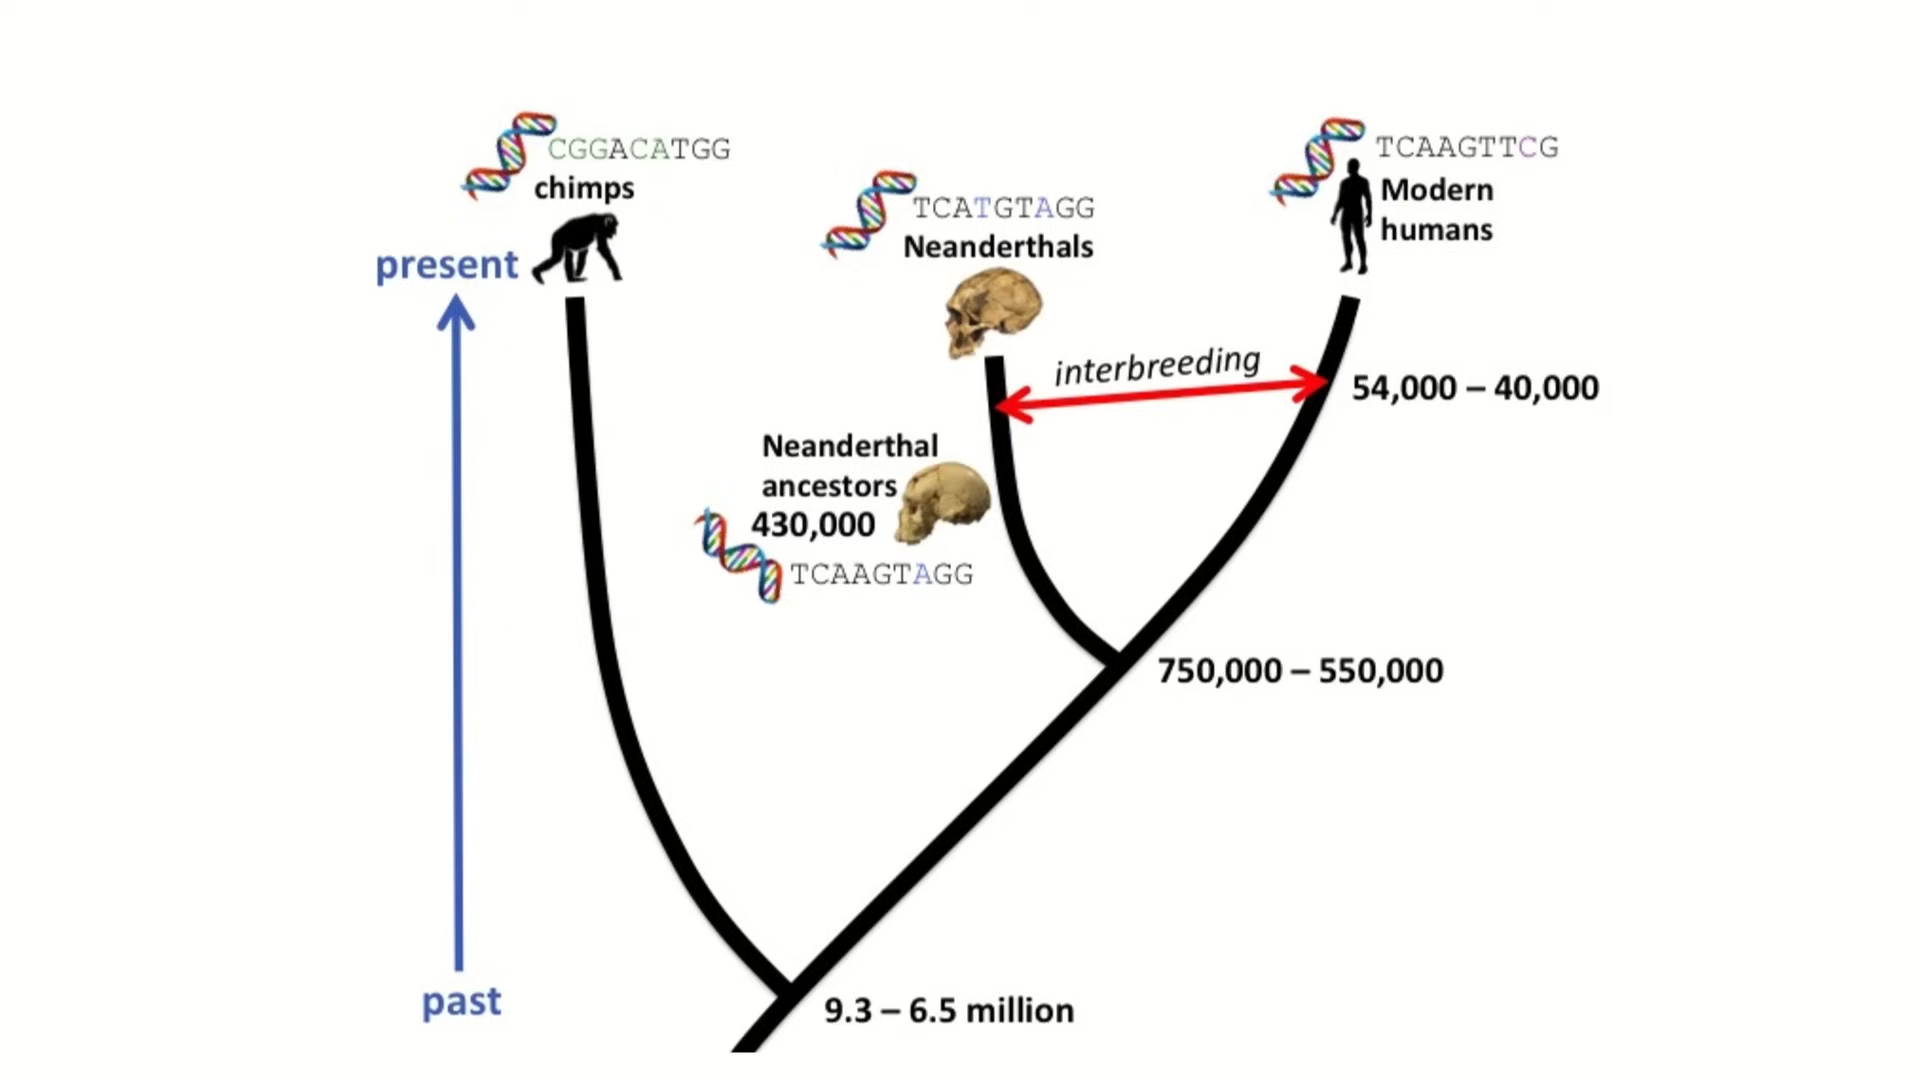 CGGACATGG
chimps
TCATGTAGG
Neanderthals
TCAAGTTCG
Modern
humans
present
interbreeding
54,000 – 40,000
Neanderthal
ancestors
430,000
TCAAGTAGG
750,000 – 550,000
past
9.3 – 6.5 million